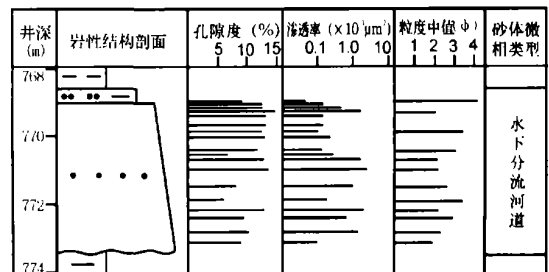 井深 (m)
岩性结构剖面
孔隙度 (%)
5 10 15
渗透率(×10⁻³μm²)
0.1 1.0 10
粒度中值(φ)
1 2 3 4
砂体微相类型
768
770
772
774
水下分流河道